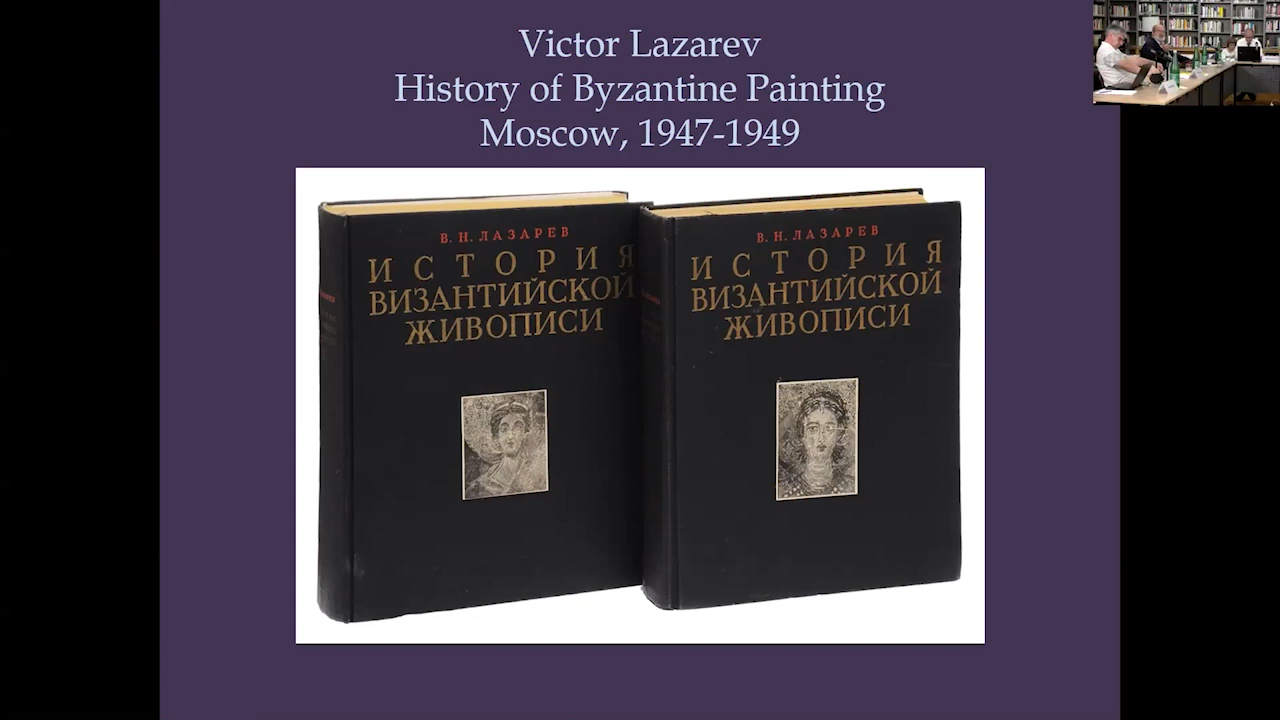 Victor Lazarev
History of Byzantine Painting
Moscow, 1947-1949
В. Н. ЛАЗАРЕВ
ИСТОРИЯ
ВИЗАНТИЙСКОЙ
ЖИВОПИСИ
В. Н. ЛАЗАРЕВ
ИСТОРИЯ
ВИЗАНТИЙСКОЙ
ЖИВОПИСИ